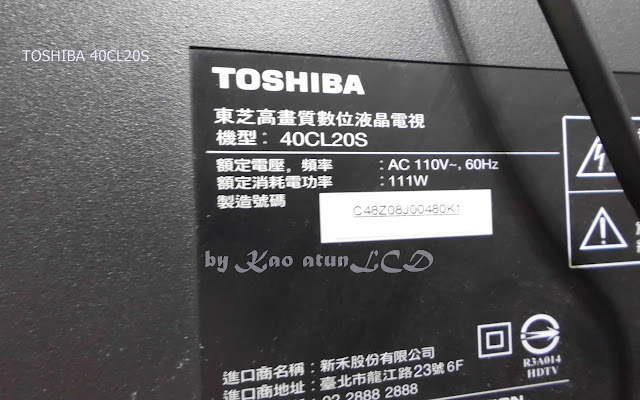 TOSHIBA 40CL20S
TOSHIBA
東芝高畫質數位液晶電視
機型： 40CL20S
額定電壓，頻率 ：AC 110V~, 60Hz
額定消耗電功率 ：111W
製造號碼
C48Z08J00480K1
by Kao atunLCD
R3A014
HDTV
進口商名稱：新禾股份有限公司
進口商地址：臺北市龍江路23號6F
02 2888 2888